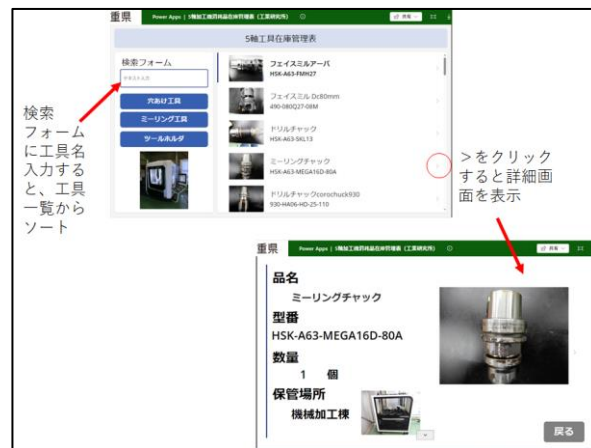 重県
Power Apps | 5軸加工機消耗品在庫管理表（工業研究所）
共有
5軸工具在庫管理表
検索フォーム
テキスト入力
穴あけ工具
ミーリング工具
ツールホルダ
フェイスミルアーバ
HSK-A63-FMH27
フェイスミル Dc80mm
490-080Q27-08M
ドリルチャック
HSK-A63-SKL13
ミーリングチャック
HSK-A63-MEGA16D-80A
ドリルチャックcorochuck930
930-HA06-HD-25-110
検索
フォーム
に工具名
入力する
と、工具
一覧から
ソート
＞をクリック
すると詳細画
面を表示
重県
Power Apps | 5軸加工機消耗品在庫管理表（工業研究所）
共有
品名
ミーリングチャック
型番
HSK-A63-MEGA16D-80A
数量
1 個
保管場所
機械加工棟
戻る